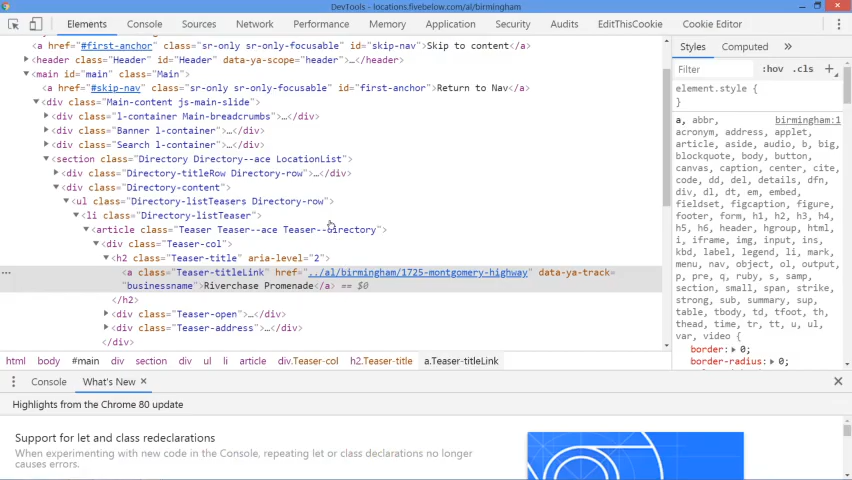 DevTools - locations.fivebelow.com/al/birmingham
Elements Console Sources Network Performance Memory Application Security Audits EditThisCookie Cookie Editor
<a href="#first-anchor" class="sr-only sr-only-focusable" id="skip-nav">Skip to content</a>
<header class="Header" id="Header" data-ya-scope="header">…</header>
<main id="main" class="Main">
<a href="#skip-nav" class="sr-only sr-only-focusable" id="first-anchor">Return to Nav</a>
<div class="Main-content js-main-slide">
<div class="l-container Main-breadcrumbs">…</div>
<div class="Banner l-container">…</div>
<div class="Search l-container">…</div>
<section class="Directory Directory--ace LocationList">
<div class="Directory-titleRow Directory-row">…</div>
<div class="Directory-content">
<ul class="Directory-listTeasers Directory-row">
<li class="Directory-listTeaser">
<article class="Teaser Teaser--ace Teaser--directory">
<div class="Teaser-col">
<h2 class="Teaser-title" aria-level="2">
<a class="Teaser-titleLink" href="../al/birmingham/1725-montgomery-highway" data-ya-track=
"businessname">Riverchase Promenade</a> == $0
</h2>
<div class="Teaser-open">…</div>
<div class="Teaser-address">…</div>
</div>
html body #main div section div ul li article div.Teaser-col h2.Teaser-title a.Teaser-titleLink
Styles Computed »
Filter :hov .cls +
element.style {
}
a, abbr, birmingham:1
acronym, address, applet,
article, aside, audio, b, big,
blockquote, body, button,
canvas, caption, center, cite,
code, dd, del, details, dfn,
div, dl, dt, em, embed,
fieldset, figcaption, figure,
footer, form, h1, h2, h3, h4,
h5, h6, header, hgroup, html,
i, iframe, img, input, ins,
kbd, label, legend, li, mark,
menu, nav, object, ol, output,
p, pre, q, ruby, s, samp,
section, small, span, strike,
strong, sub, summary, sup,
table, tbody, td, tfoot, th,
thead, time, tr, tt, u, ul,
var, video {
border: 0;
border-radius: 0;
Console What's New ×
Highlights from the Chrome 80 update
Support for let and class redeclarations
When experimenting with new code in the Console, repeating let or class declarations no longer
causes errors.